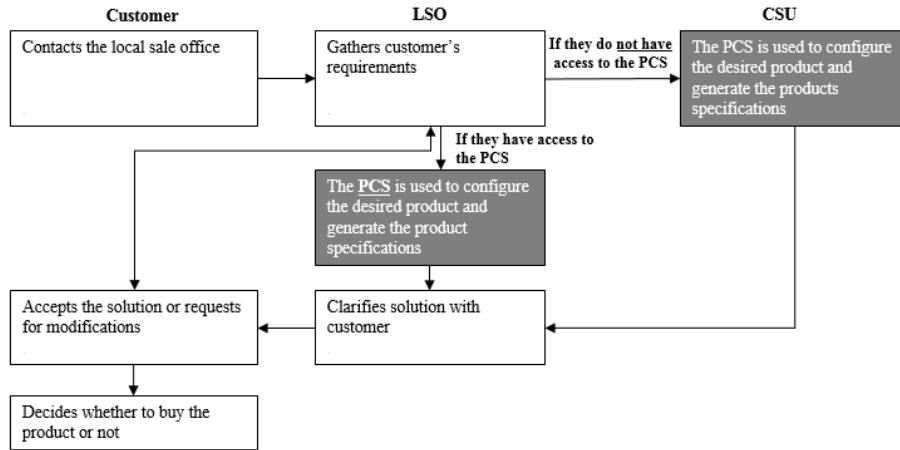 Customer
LSO
CSU
Contacts the local sale office
Gathers customer's
requirements
If they do not have
access to the PCS
The PCS is used to configure
the desired product and
generate the products
specifications
If they have access to
the PCS
The PCS is used to configure
the desired product and
generate the product
specifications
Accepts the solution or requests
for modifications
Clarifies solution with
customer
Decides whether to buy the
product or not